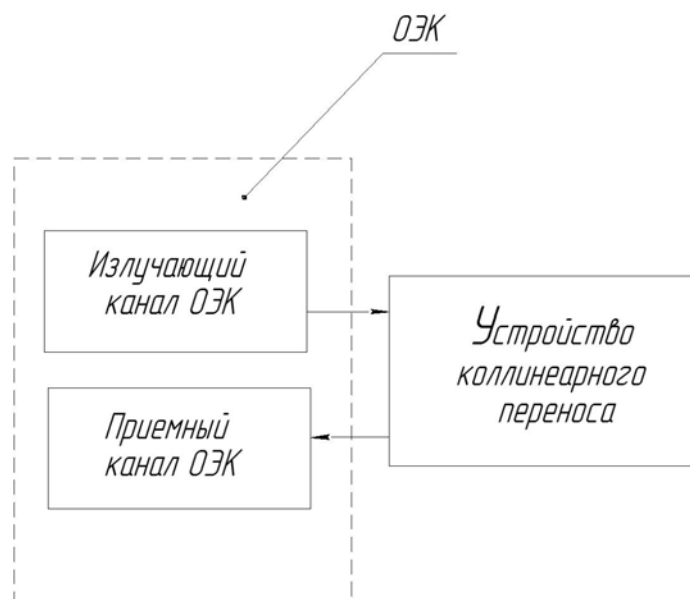 ОЭК
Излучающий
канал ОЭК
Устройство
коллинеарного
переноса
Приемный
канал ОЭК